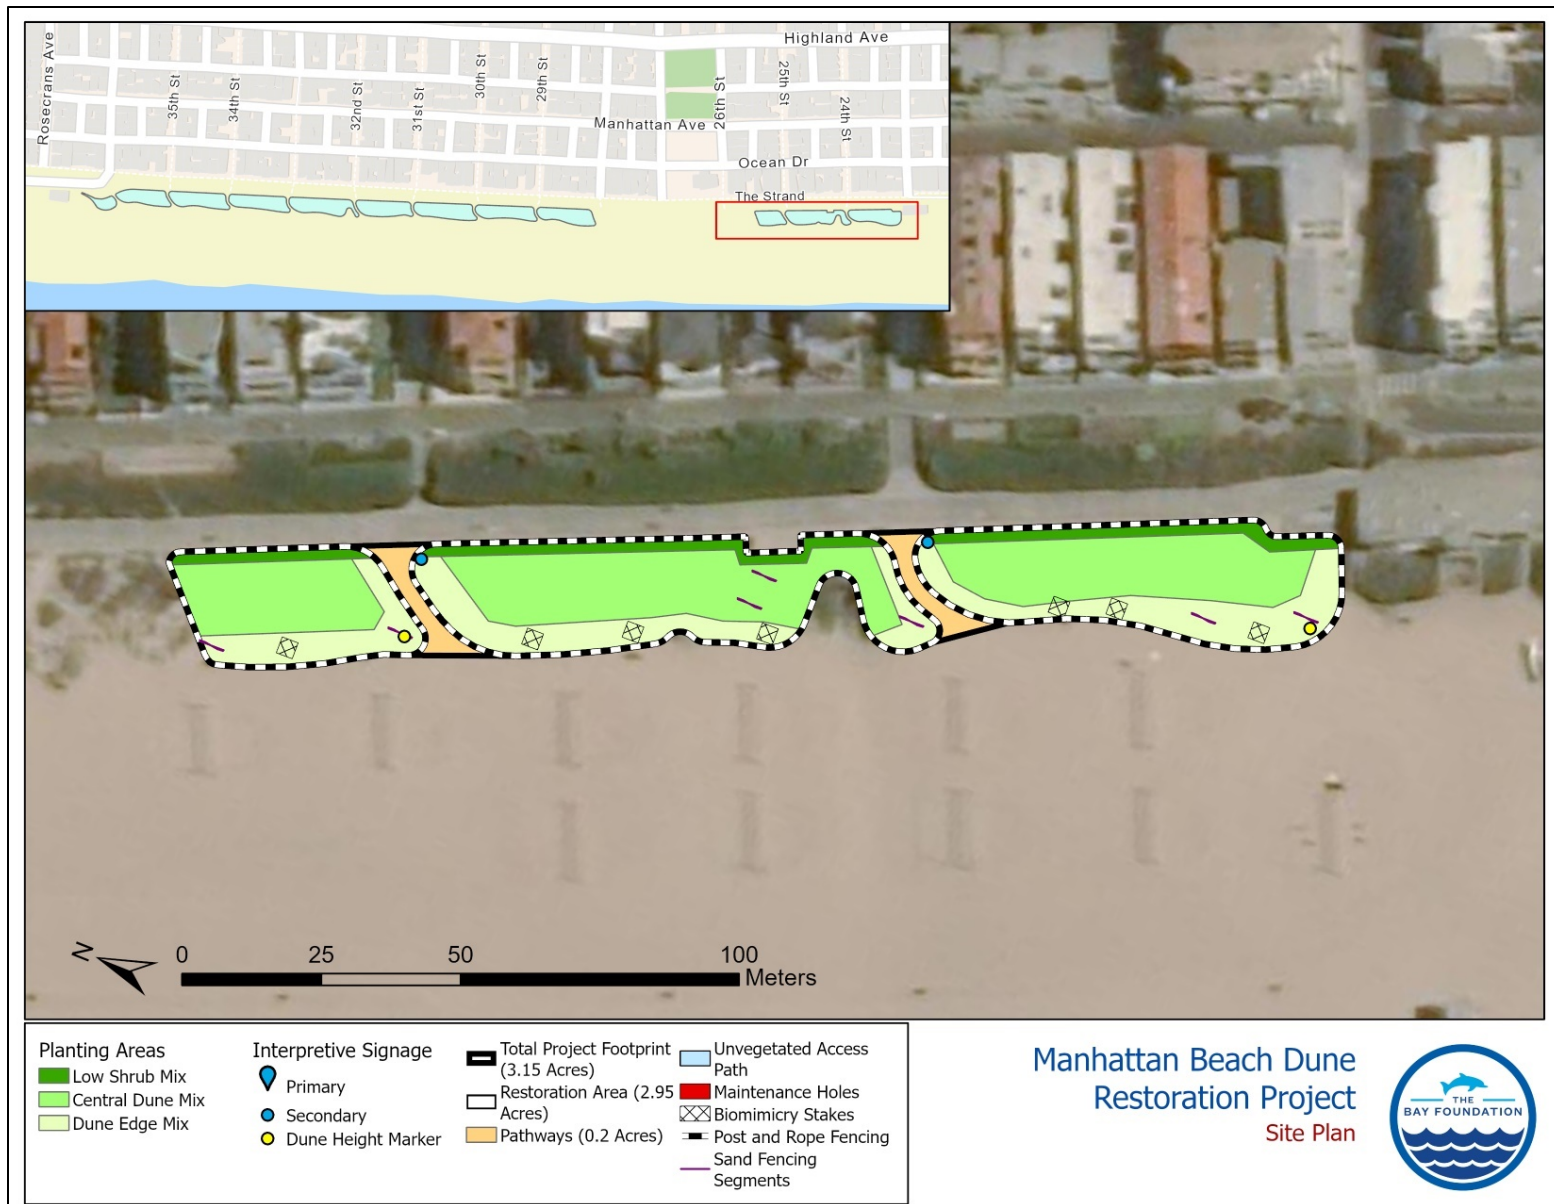 Highland Ave
Rosecrans Ave
35th St
34th St
32nd St
31st St
30th St
29th St
26th St
25th St
24th St
Manhattan Ave
Ocean Dr
The Strand
N
0
25
50
100
Meters
Planting Areas
Low Shrub Mix
Central Dune Mix
Dune Edge Mix
Interpretive Signage
Primary
Secondary
Dune Height Marker
Total Project Footprint
(3.15 Acres)
Restoration Area (2.95
Acres)
Pathways (0.2 Acres)
Unvegetated Access
Path
Maintenance Holes
Biomimicry Stakes
Post and Rope Fencing
Sand Fencing
Segments
Manhattan Beach Dune
Restoration Project
Site Plan
THE
BAY FOUNDATION